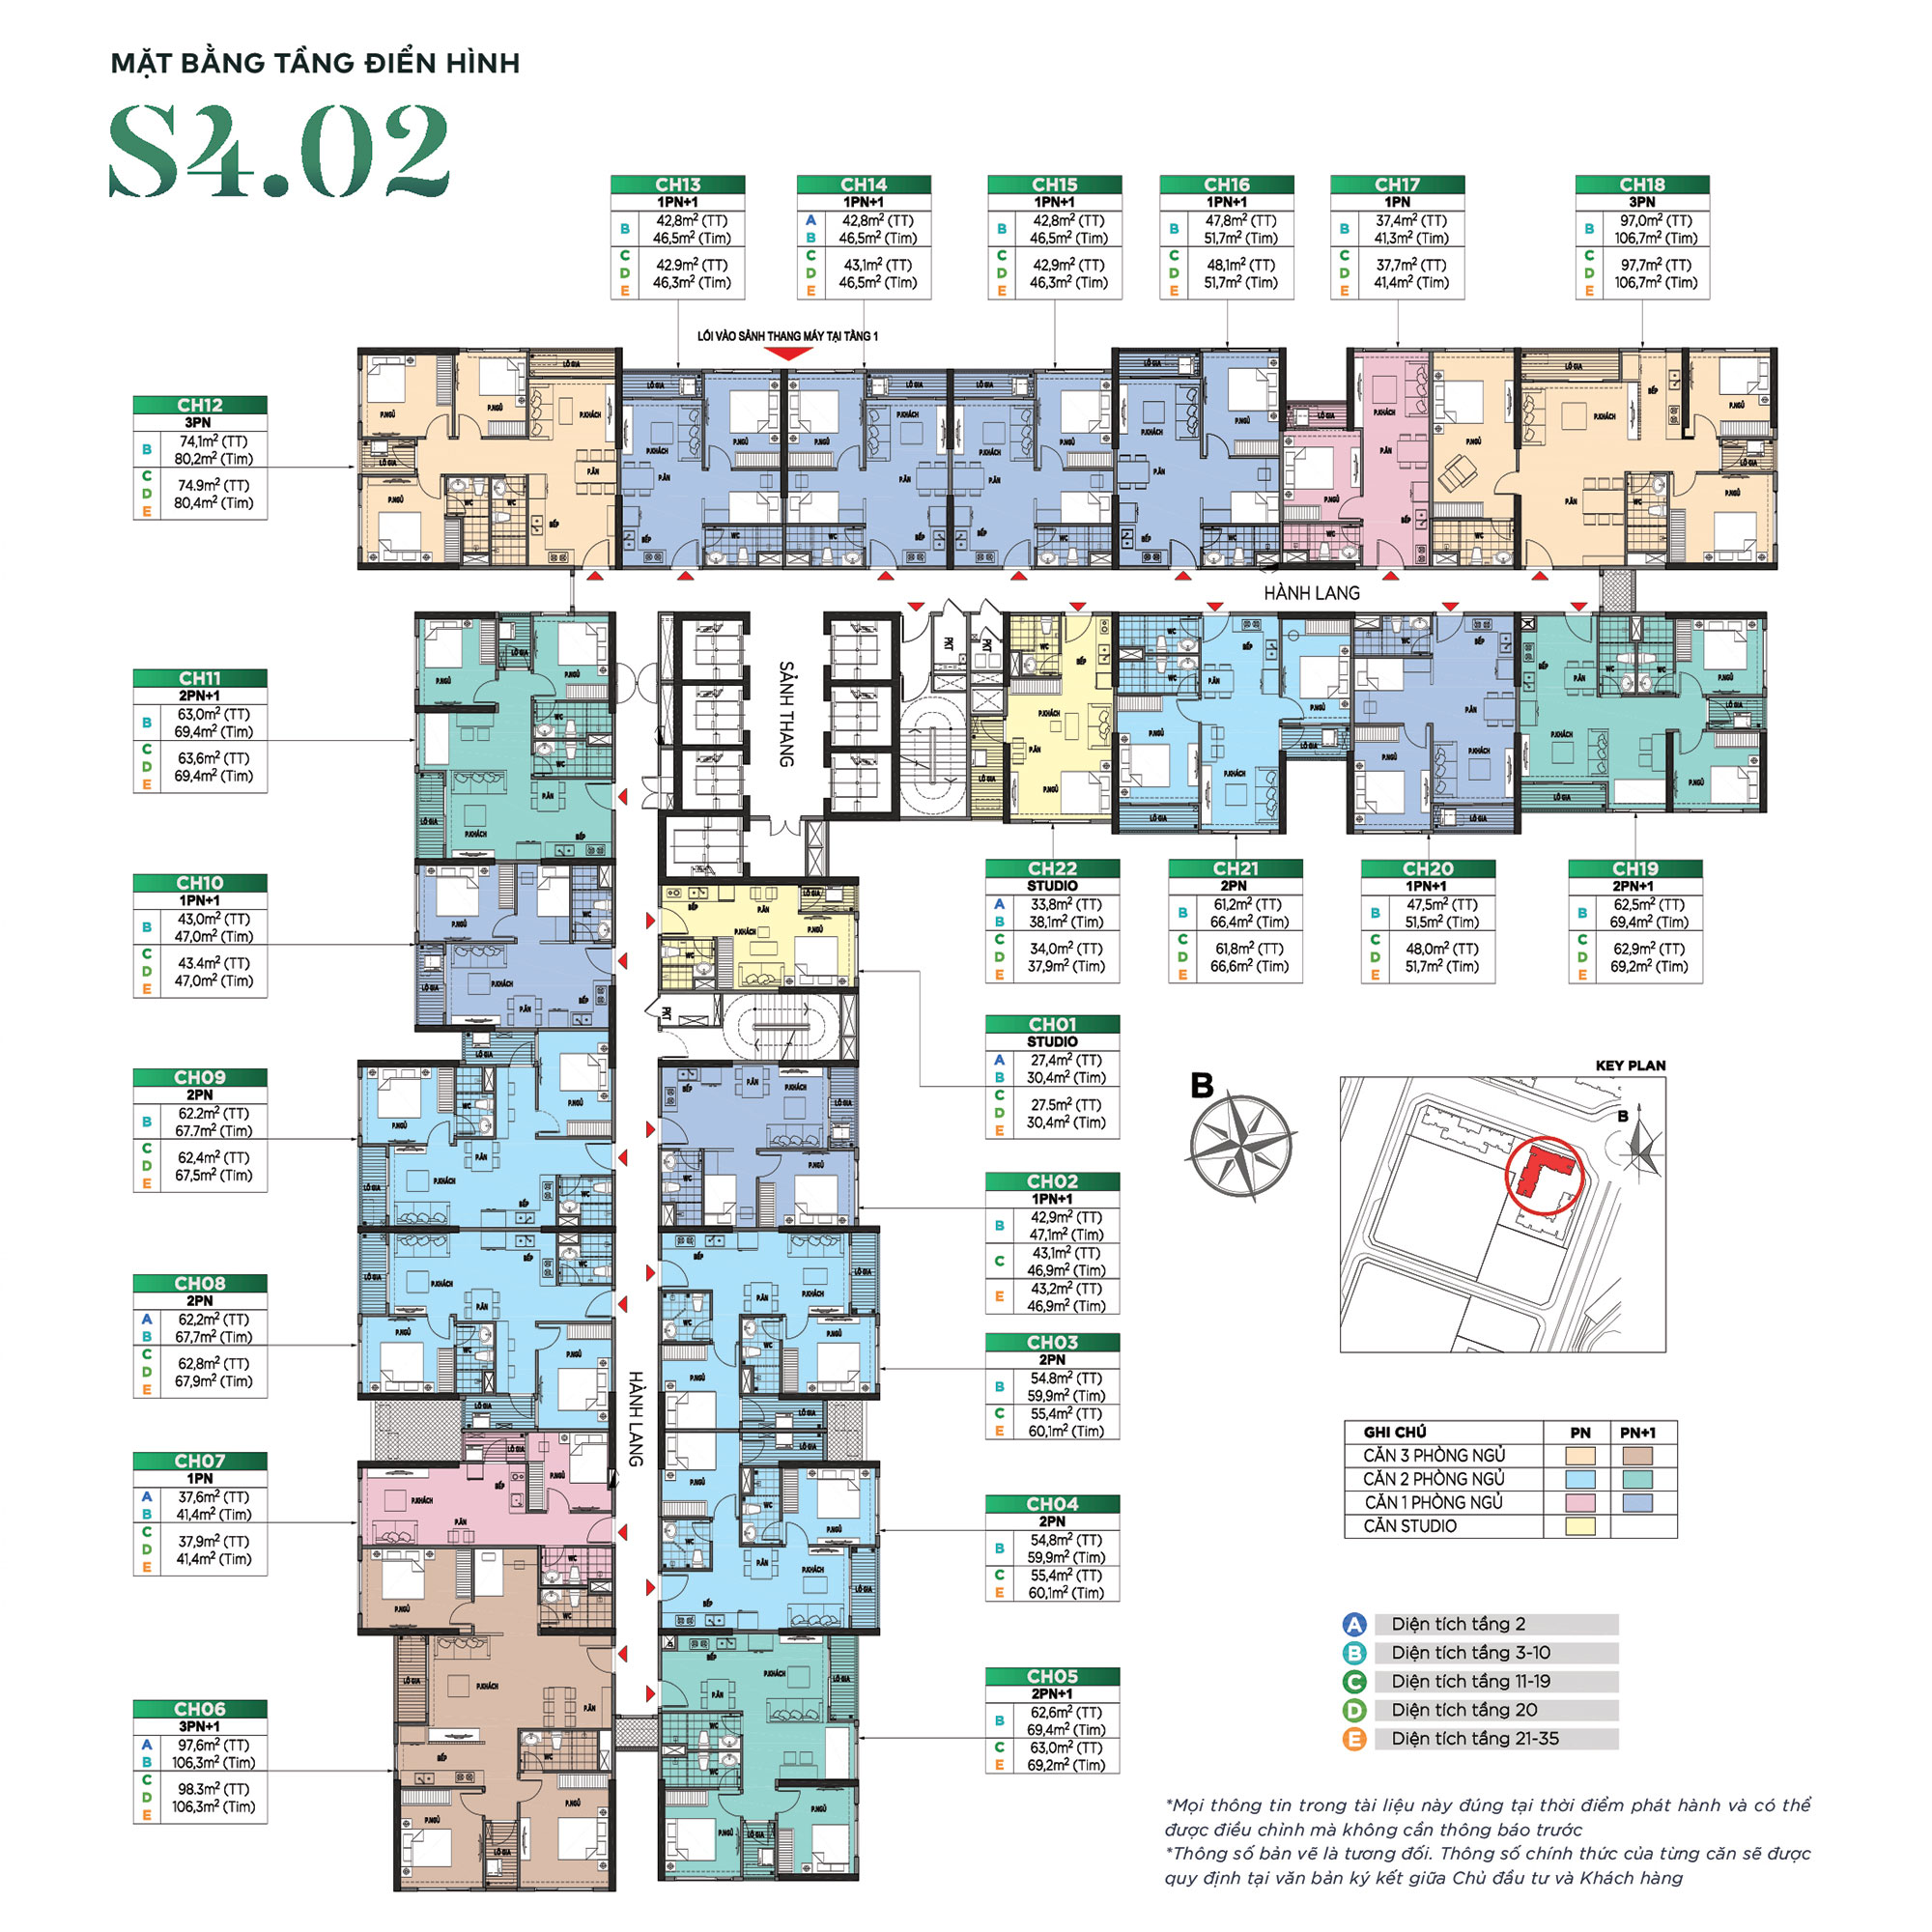 MẶT BẰNG TẦNG ĐIỂN HÌNH
S4.02
CH13
1PN+1
B 42,8m² (TT)
46,5m² (Tim)
C D E 42.9m² (TT)
46,3m² (Tim)
CH14
1PN+1
A B 42,8m² (TT)
46,5m² (Tim)
C D E 43,1m² (TT)
46,5m² (Tim)
CH15
1PN+1
B 42,8m² (TT)
46,5m² (Tim)
C D E 42,9m² (TT)
46,3m² (Tim)
CH16
1PN+1
B 47,8m² (TT)
51,7m² (Tim)
C D E 48,1m² (TT)
51,7m² (Tim)
CH17
1PN
B 37,4m² (TT)
41,3m² (Tim)
C D E 37,7m² (TT)
41,4m² (Tim)
CH18
3PN
B 97,0m² (TT)
106,7m² (Tim)
C D E 97,7m² (TT)
106,7m² (Tim)
LỐI VÀO SẢNH THANG MÁY TẠI TẦNG 1
CH12
3PN
B 74,1m² (TT)
80,2m² (Tim)
C D E 74.9m² (TT)
80,4m² (Tim)
HÀNH LANG
SẢNH THANG
CH11
2PN+1
B 63,0m² (TT)
69,4m² (Tim)
C D E 63,6m² (TT)
69,4m² (Tim)
CH10
1PN+1
B 43,0m² (TT)
47,0m² (Tim)
C D E 43.4m² (TT)
47,0m² (Tim)
CH22
STUDIO
A B 33,8m² (TT)
38,1m² (Tim)
C D E 34,0m² (TT)
37,9m² (Tim)
CH21
2PN
B 61,2m² (TT)
66,4m² (Tim)
C D E 61,8m² (TT)
66,6m² (Tim)
CH20
1PN+1
B 47,5m² (TT)
51,5m² (Tim)
C D E 48,0m² (TT)
51,7m² (Tim)
CH19
2PN+1
B 62,5m² (TT)
69,4m² (Tim)
C D E 62,9m² (TT)
69,2m² (Tim)
CH01
STUDIO
A B 27,4m² (TT)
30,4m² (Tim)
C D E 27.5m² (TT)
30,4m² (Tim)
CH09
2PN
B 62.2m² (TT)
67.7m² (Tim)
C D E 62,4m² (TT)
67,5m² (Tim)
CH02
1PN+1
B 42,9m² (TT)
47,1m² (Tim)
C 43,1m² (TT)
46,9m² (Tim)
E 43,2m² (TT)
46,9m² (Tim)
CH08
2PN
A B 62,2m² (TT)
67,7m² (Tim)
C D E 62,8m² (TT)
67,9m² (Tim)
CH03
2PN
B 54.8m² (TT)
59,9m² (Tim)
C 55,4m² (TT)
E 60,1m² (Tim)
HÀNH LANG
CH07
1PN
A B 37,6m² (TT)
41,4m² (Tim)
C D E 37,9m² (TT)
41,4m² (Tim)
CH04
2PN
B 54,8m² (TT)
59,9m² (Tim)
C 55,4m² (TT)
E 60,1m² (Tim)
CH06
3PN+1
A B 97,6m² (TT)
106,3m² (Tim)
C D E 98.3m² (TT)
106,3m² (Tim)
CH05
2PN+1
B 62,6m² (TT)
69,4m² (Tim)
C 63,0m² (TT)
E 69,2m² (Tim)
B
KEY PLAN
B
GHI CHÚ PN PN+1
CĂN 3 PHÒNG NGỦ
CĂN 2 PHÒNG NGỦ
CĂN 1 PHÒNG NGỦ
CĂN STUDIO
A Diện tích tầng 2
B Diện tích tầng 3-10
C Diện tích tầng 11-19
D Diện tích tầng 20
E Diện tích tầng 21-35
*Mọi thông tin trong tài liệu này đúng tại thời điểm phát hành và có thể
được điều chỉnh mà không cần thông báo trước
*Thông số bản vẽ là tương đối. Thông số chính thức của từng căn sẽ được
quy định tại văn bản ký kết giữa Chủ đầu tư và Khách hàng